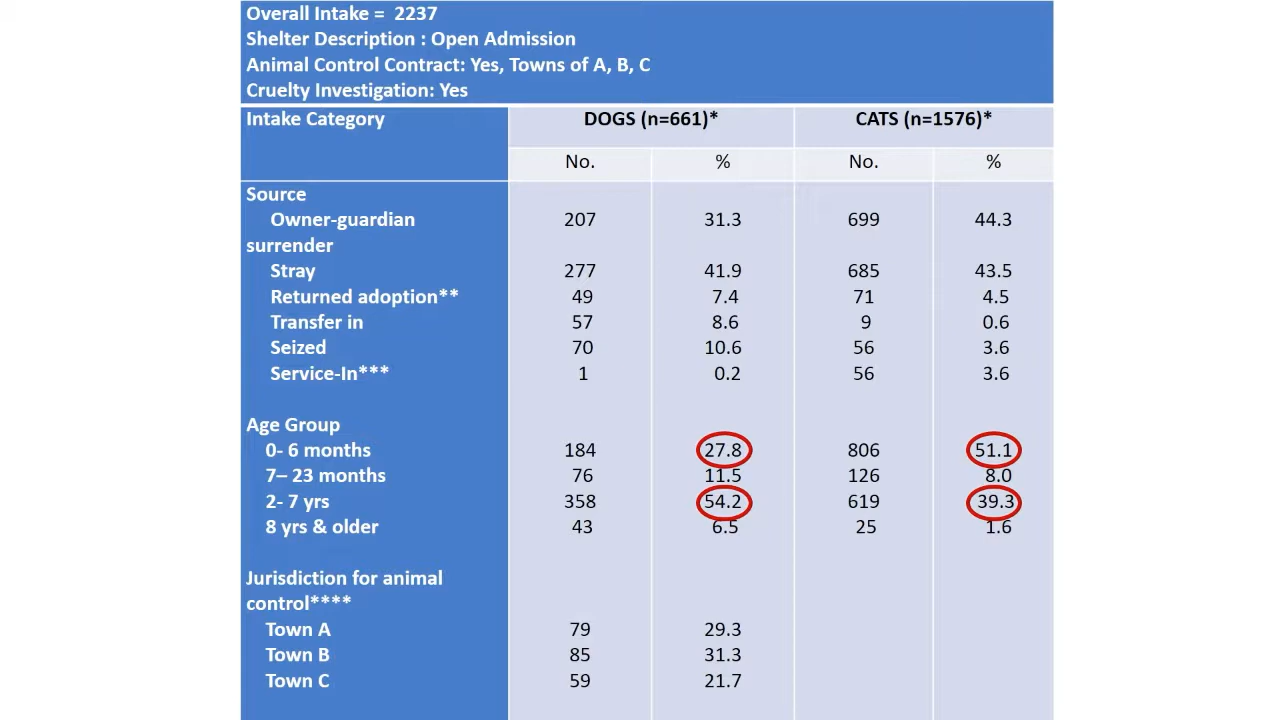 Overall Intake = 2237
Shelter Description : Open Admission
Animal Control Contract: Yes, Towns of A, B, C
Cruelty Investigation: Yes
Intake Category DOGS (n=661)* CATS (n=1576)*
No. % No. %
Source
Owner-guardian 207 31.3 699 44.3
surrender
Stray 277 41.9 685 43.5
Returned adoption** 49 7.4 71 4.5
Transfer in 57 8.6 9 0.6
Seized 70 10.6 56 3.6
Service-In*** 1 0.2 56 3.6
Age Group
0- 6 months 184 27.8 806 51.1
7– 23 months 76 11.5 126 8.0
2- 7 yrs 358 54.2 619 39.3
8 yrs & older 43 6.5 25 1.6
Jurisdiction for animal
control****
Town A 79 29.3
Town B 85 31.3
Town C 59 21.7